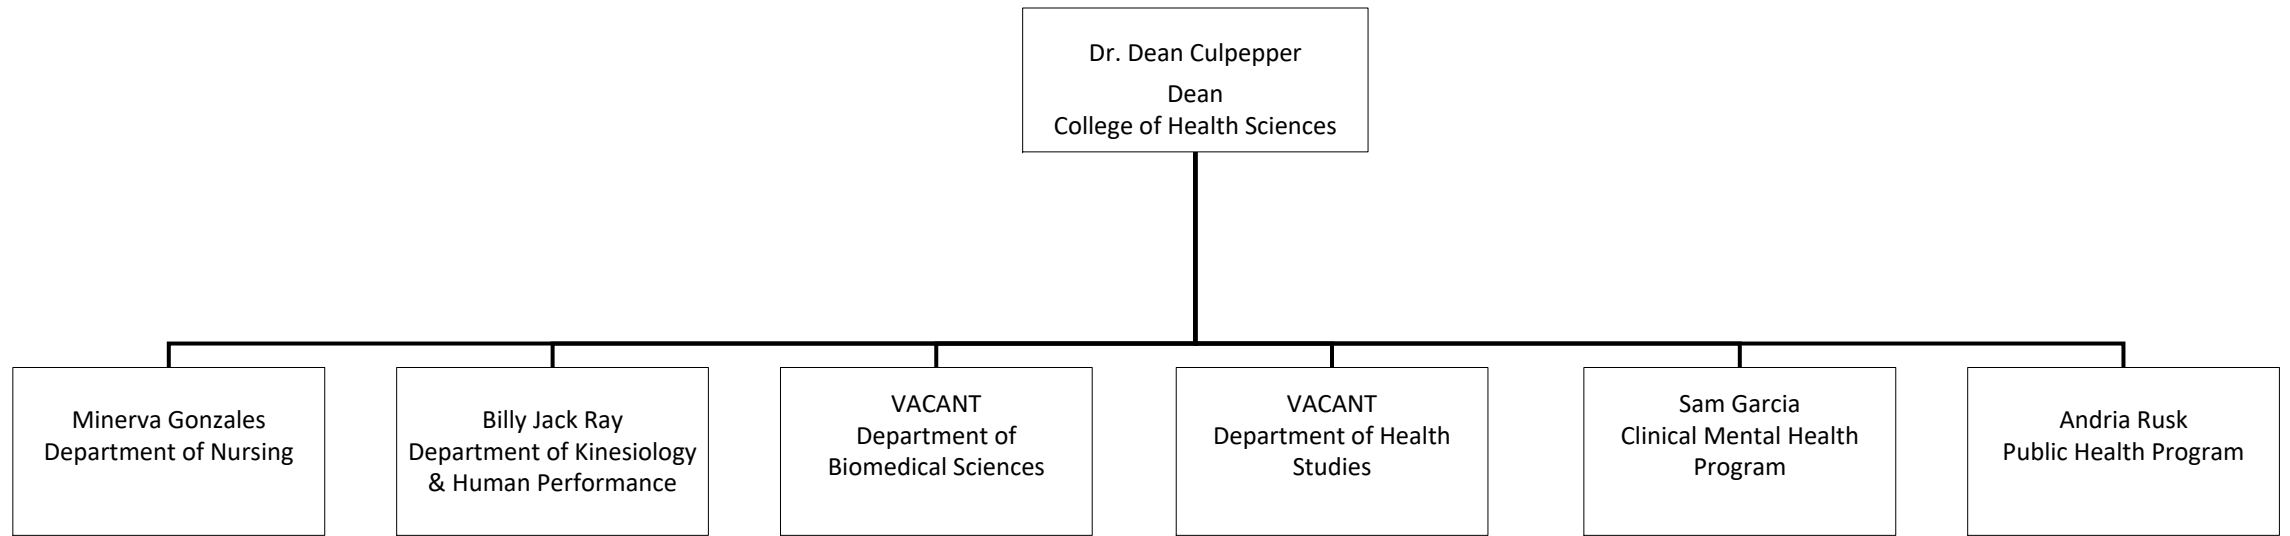 Dr. Dean Culpepper
Dean
College of Health Sciences
Minerva Gonzales
Department of Nursing
Billy Jack Ray
Department of Kinesiology
& Human Performance
VACANT
Department of
Biomedical Sciences
VACANT
Department of Health
Studies
Sam Garcia
Clinical Mental Health
Program
Andria Rusk
Public Health Program